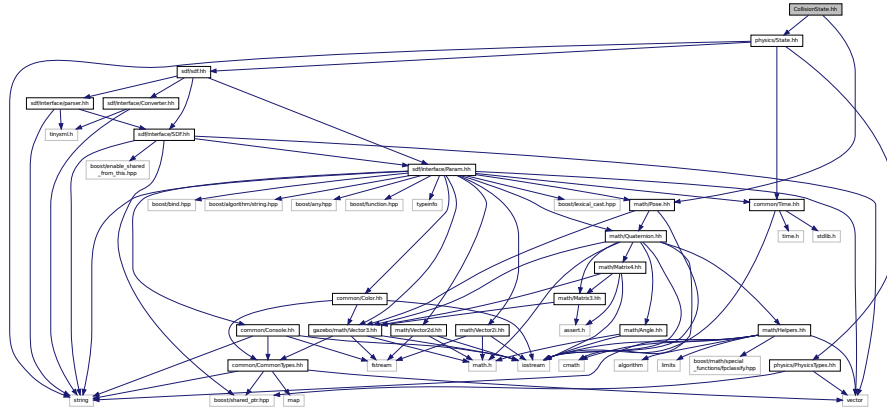 CollisionState.hh
physics/State.hh
sdf/sdf.hh
sdf/interface/parser.hh
sdf/interface/Converter.hh
tinyxml.h
sdf/interface/SDF.hh
boost/enable_shared
_from_this.hpp
sdf/interface/Param.hh
boost/bind.hpp
boost/algorithm/string.hpp
boost/any.hpp
boost/function.hpp
typeinfo
boost/lexical_cast.hpp
math/Pose.hh
common/Time.hh
math/Quaternion.hh
time.h
stdlib.h
math/Matrix4.hh
common/Color.hh
math/Matrix3.hh
common/Console.hh
gazebo/math/Vector3.hh
math/Vector2d.hh
math/Vector2i.hh
assert.h
math/Angle.hh
math/Helpers.hh
common/CommonTypes.hh
fstream
math.h
iostream
cmath
algorithm
limits
boost/math/special
_functions/fpclassify.hpp
physics/PhysicsTypes.hh
string
boost/shared_ptr.hpp
map
vector